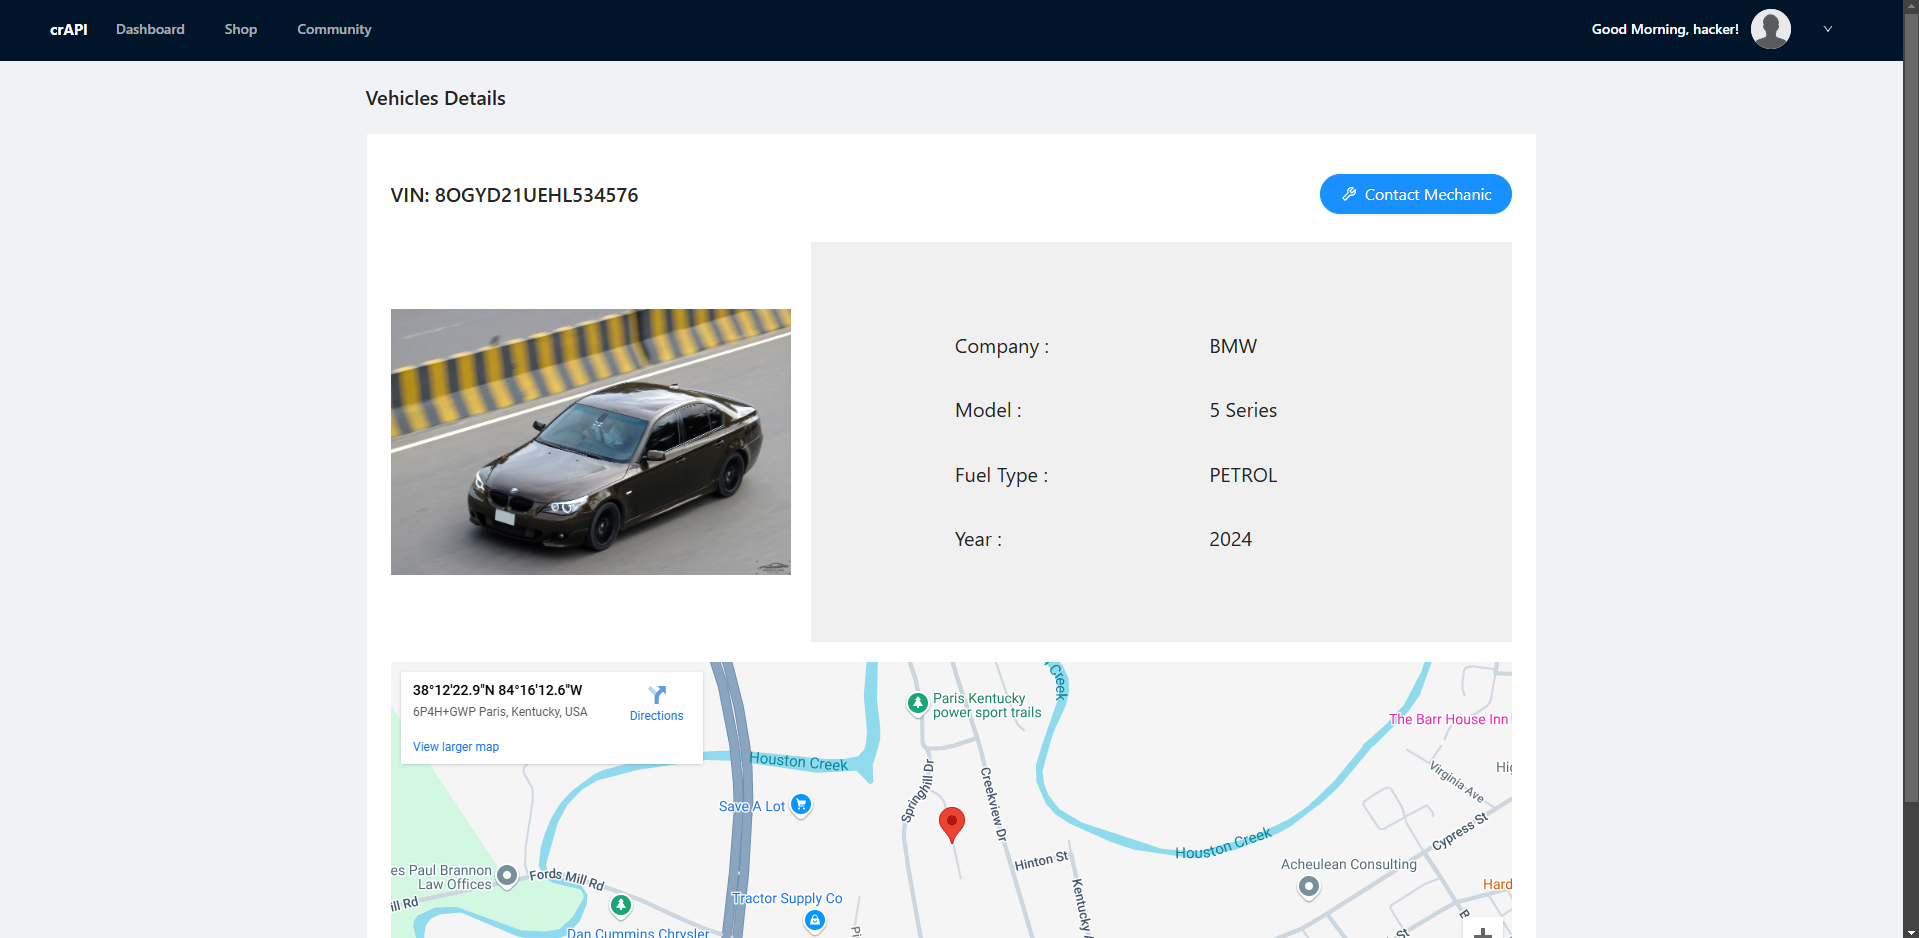 crAPI Dashboard Shop Community Good Morning, hacker!
Vehicles Details
VIN: 8OGYD21UEHL534576
Contact Mechanic
Company : BMW
Model : 5 Series
Fuel Type : PETROL
Year : 2024
38°12'22.9"N 84°16'12.6"W
6P4H+GWP Paris, Kentucky, USA
Directions
View larger map
Paris Kentucky
power sport trails
Creek
The Barr House Inn
Houston Creek
Save A Lot
Springhill Dr
Creekview Dr
Virginia Ave
Cypress St
Houston Creek
Hinton St
Acheulean Consulting
es Paul Brannon
Law Offices
Fords Mill Rd
ill Rd
Tractor Supply Co
Kentucky
Hard
Dan Cummins Chrysler
St